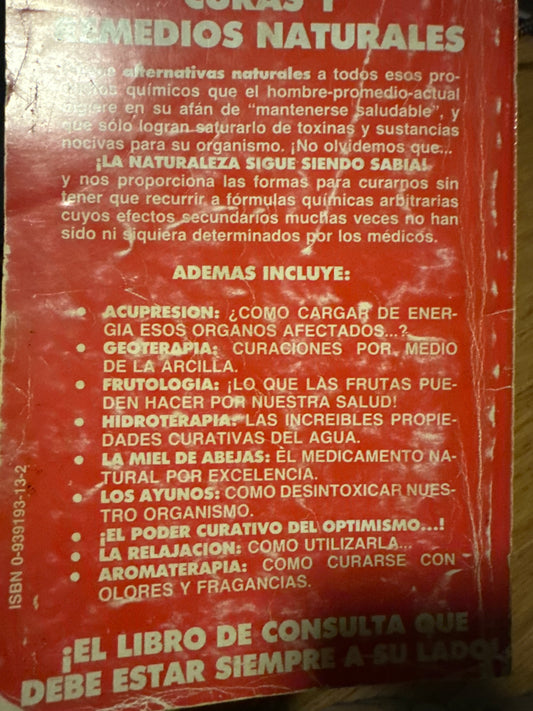 CURAS Y
REMEDIOS NATURALES
alternativas naturales a todos esos pro-
químicos que el hombre-promedio-actual
en su afán de "mantenerse saludable", y
que sólo logran saturarlo de toxinas y sustancias
nocivas para su organismo. ¡No olvidemos que...
¡LA NATURALEZA SIGUE SIENDO SABIA!
y nos proporciona las formas para curarnos sin
tener que recurrir a fórmulas químicas arbitrarias
cuyos efectos secundarios muchas veces no han
sido ni siquiera determinados por los médicos.
ADEMAS INCLUYE:
• ACUPRESION: ¿COMO CARGAR DE ENER-
GIA ESOS ORGANOS AFECTADOS...?
• GEOTERAPIA: CURACIONES POR MEDIO
DE LA ARCILLA.
• FRUTOLOGIA: ¡LO QUE LAS FRUTAS PUE-
DEN HACER POR NUESTRA SALUD!
• HIDROTERAPIA: LAS INCREIBLES PROPIE-
DADES CURATIVAS DEL AGUA.
• LA MIEL DE ABEJAS: EL MEDICAMENTO NA-
TURAL POR EXCELENCIA.
• LOS AYUNOS: COMO DESINTOXICAR NUES-
TRO ORGANISMO.
• ¡EL PODER CURATIVO DEL OPTIMISMO...!
• LA RELAJACION: COMO UTILIZARLA...
• AROMATERAPIA: COMO CURARSE CON
OLORES Y FRAGANCIAS.
¡EL LIBRO DE CONSULTA QUE
DEBE ESTAR SIEMPRE A SU LADO!
ISBN 0-939193-13-2